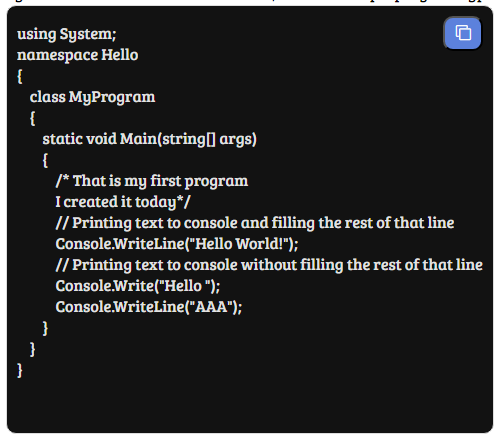 using System;
namespace Hello
{
class MyProgram
{
static void Main(string[] args)
{
/* That is my first program
I created it today*/
// Printing text to console and filling the rest of that line
Console.WriteLine("Hello World!");
// Printing text to console without filling the rest of that line
Console.Write("Hello ");
Console.WriteLine("AAA");
}
}
}